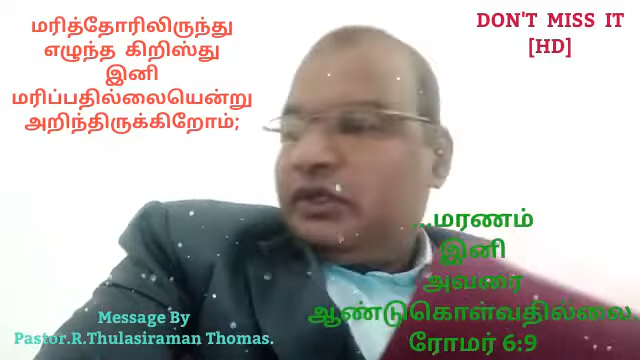 மரித்தோரிலிருந்து
எழுந்த கிறிஸ்து
இனி
மரிப்பதில்லையென்று
அறிந்திருக்கிறோம்;
DON'T MISS IT
[HD]
...மரணம்
இனி
அவரை
ஆண்டுகொள்வதில்லை.
ரோமர் 6:9
Message By
Pastor.R.Thulasiraman Thomas.